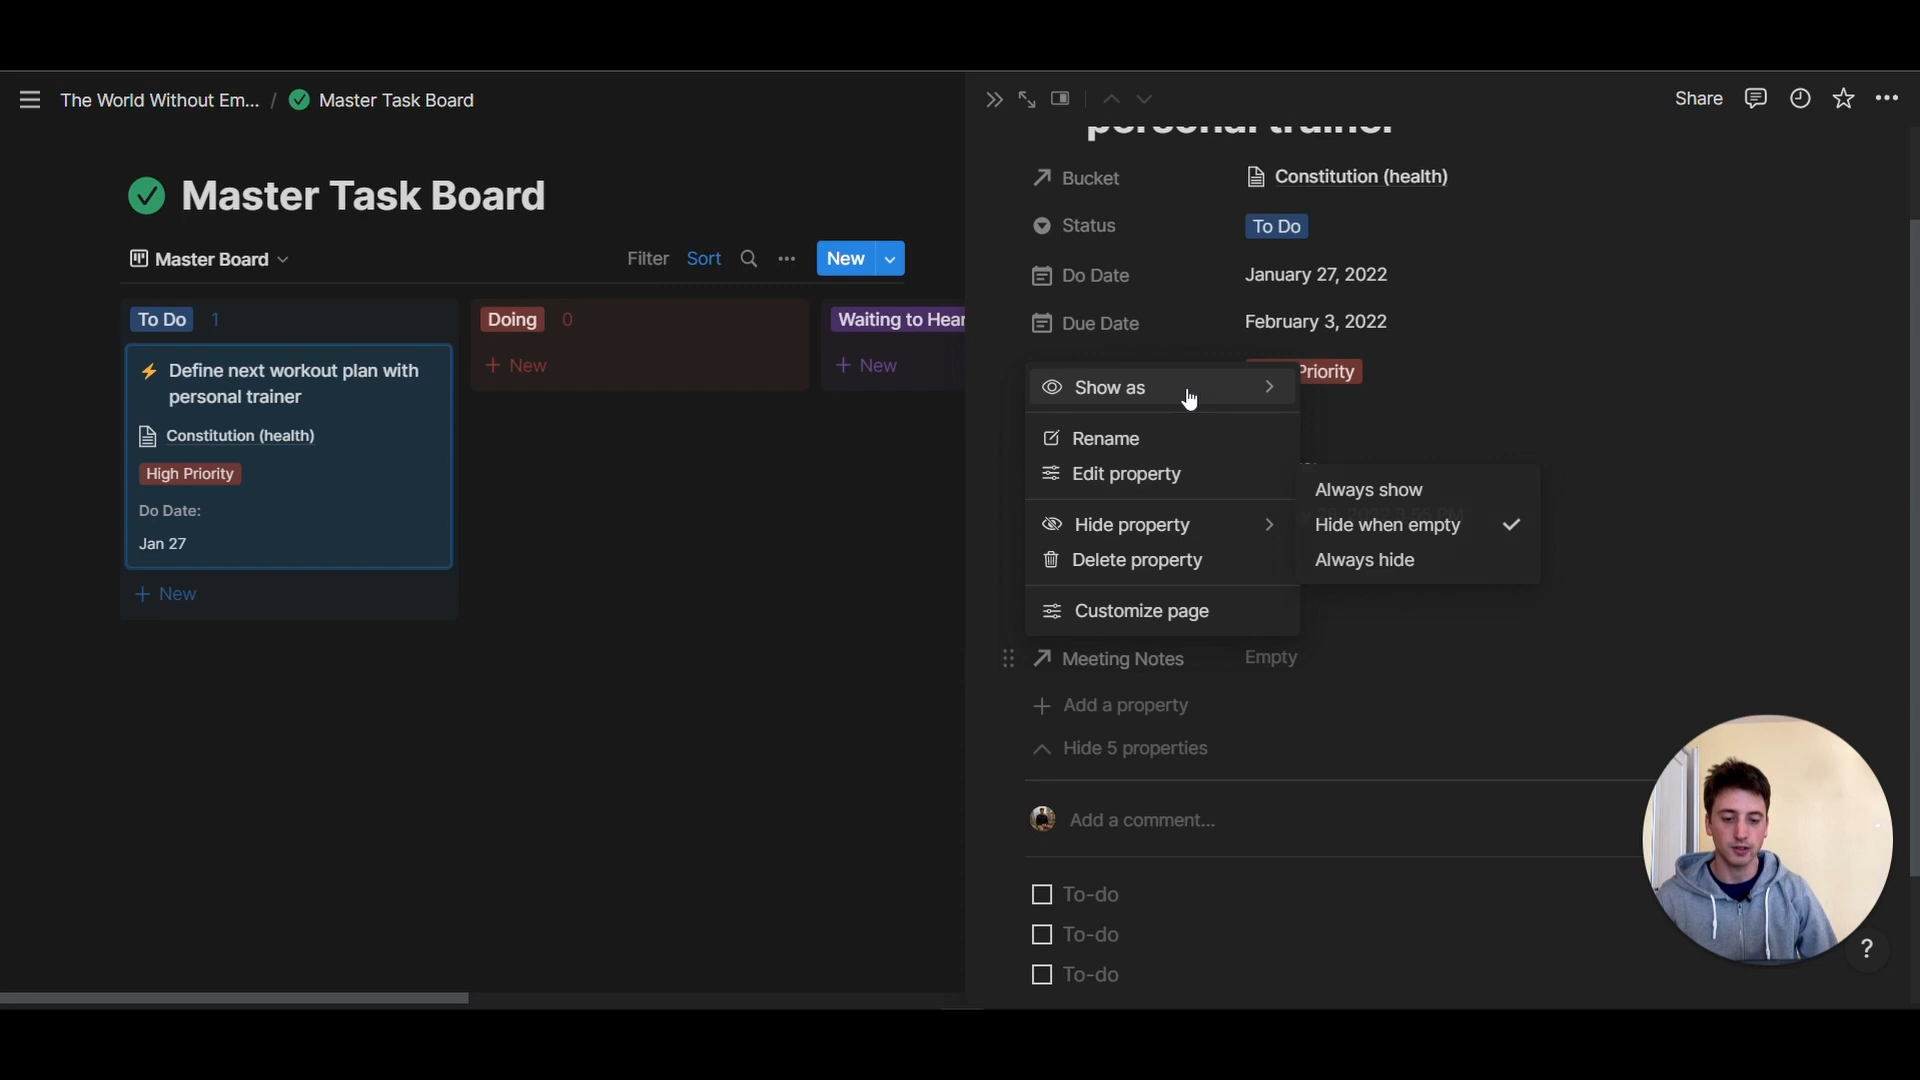 The World Without Em... / Master Task Board
Share
personal trainer
Master Task Board
Master Board
Filter Sort
New
To Do 1
Doing 0
Waiting to Hear
Define next workout plan with
personal trainer
Constitution (health)
High Priority
Do Date:
Jan 27
+ New
+ New
+ New
Bucket Constitution (health)
Status To Do
Do Date January 27, 2022
Due Date February 3, 2022
Priority
Show as
Rename
Edit property
Hide property
Delete property
Customize page
Always show
Hide when empty
Always hide
Meeting Notes Empty
+ Add a property
Hide 5 properties
Add a comment...
To-do
To-do
To-do
?